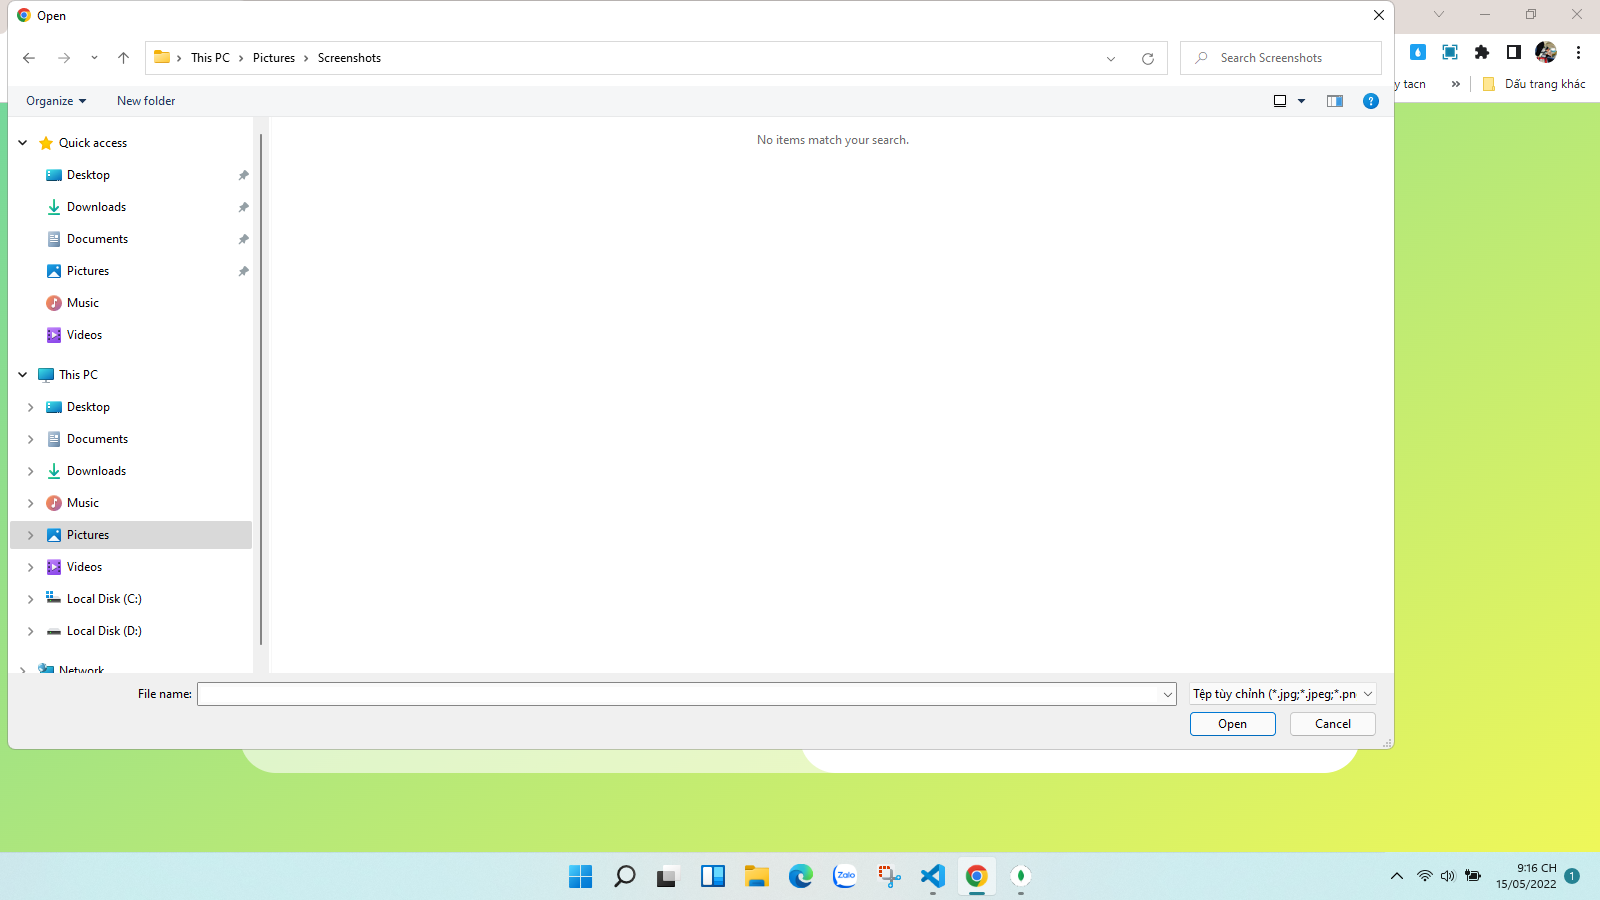 Open
This PC > Pictures > Screenshots
Search Screenshots
Organize
New folder
y tacn
»
Dấu trang khác
Quick access
Desktop
Downloads
Documents
Pictures
Music
Videos
This PC
Desktop
Documents
Downloads
Music
Pictures
Videos
Local Disk (C:)
Local Disk (D:)
Network
No items match your search.
File name:
Tệp tùy chỉnh (*.jpg;*.jpeg;*.pn
Open
Cancel
Zalo
9:16 CH
15/05/2022
1